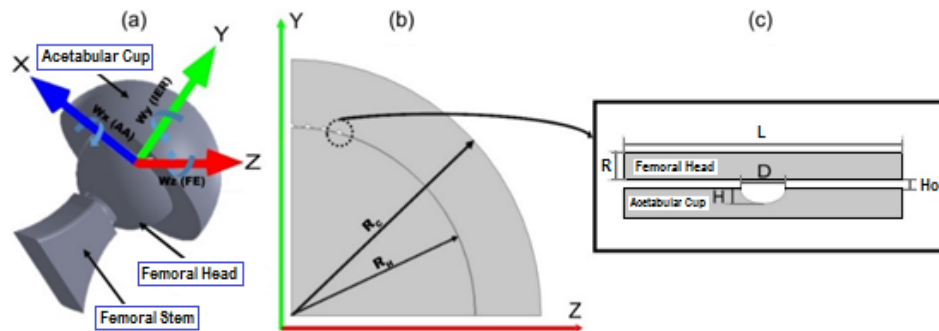 (a)
Acetabular Cup
X
Y
Z
Wx (AA)
Wy (IER)
Wz (FE)
Femoral Head
Femoral Stem
(b)
Y
Z
Rc
RH
(c)
L
R
Femoral Head
D
H
Ho
Acetabular Cup